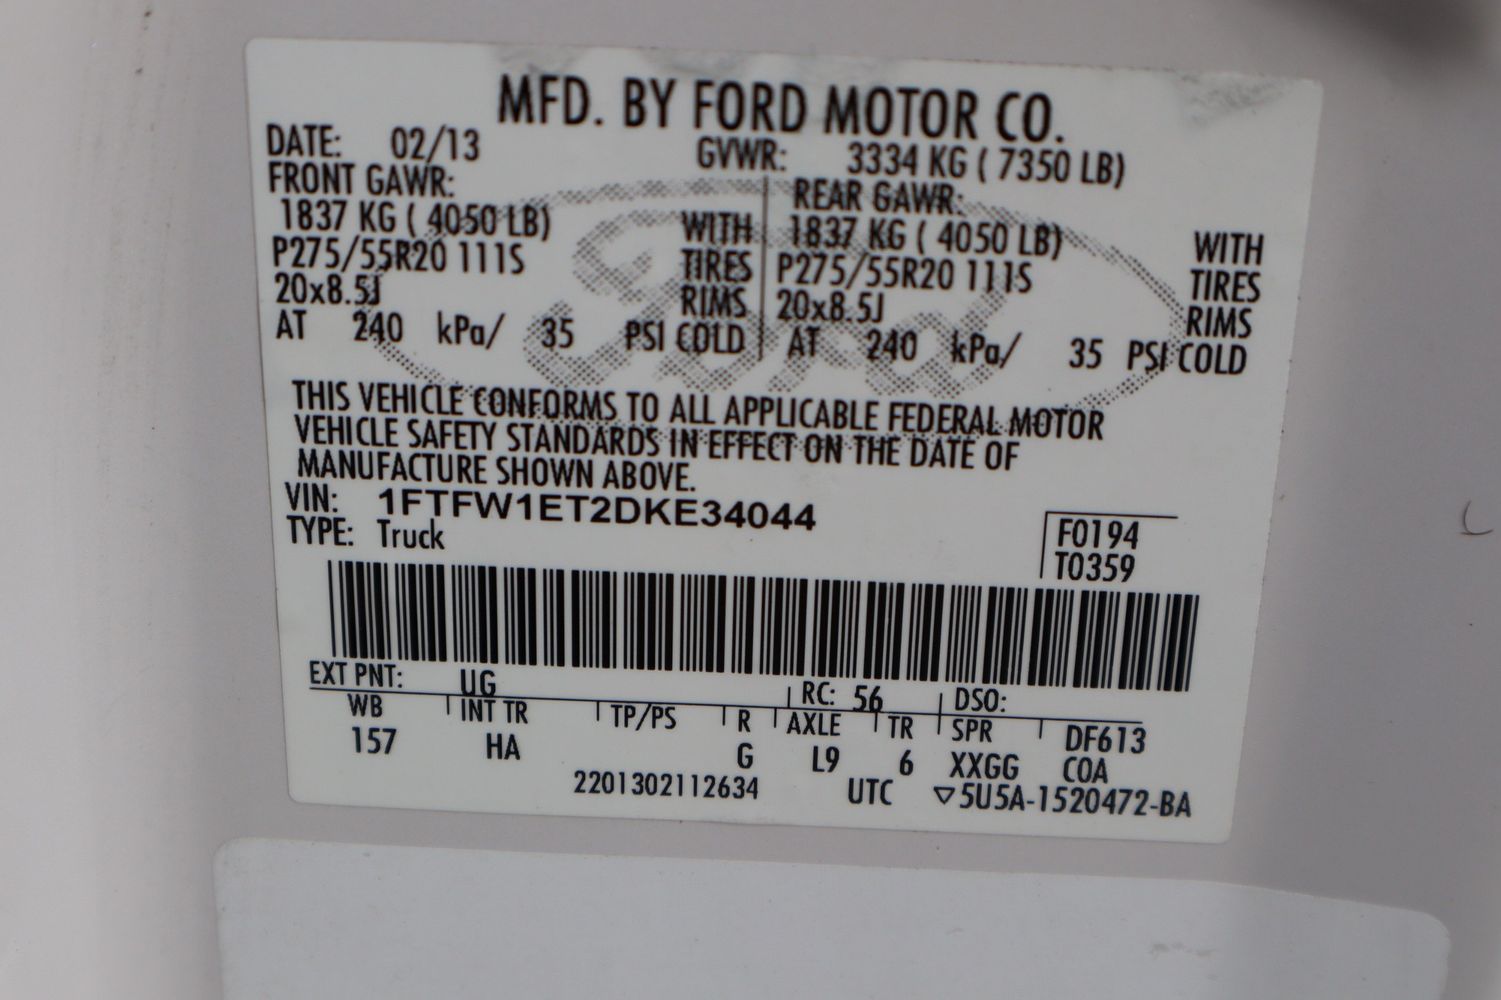 MFD. BY FORD MOTOR CO.
DATE: 02/13 GVWR: 3334 KG ( 7350 LB)
FRONT GAWR: REAR GAWR:
1837 KG ( 4050 LB) WITH 1837 KG ( 4050 LB) WITH
P275/55R20 111S TIRES P275/55R20 111S TIRES
20x8.5J RIMS 20x8.5J RIMS
AT 240 kPa/ 35 PSI COLD AT 240 kPa/ 35 PSI COLD
Ford
THIS VEHICLE CONFORMS TO ALL APPLICABLE FEDERAL MOTOR
VEHICLE SAFETY STANDARDS IN EFFECT ON THE DATE OF
MANUFACTURE SHOWN ABOVE.
VIN: 1FTFW1ET2DKE34044
TYPE: Truck
F0194
T0359
EXT PNT: UG RC: 56 DSO:
WB INT TR TP/PS R AXLE TR SPR DF613
157 HA G L9 6 XXGG COA
2201302112634 UTC ▽5U5A-1520472-BA